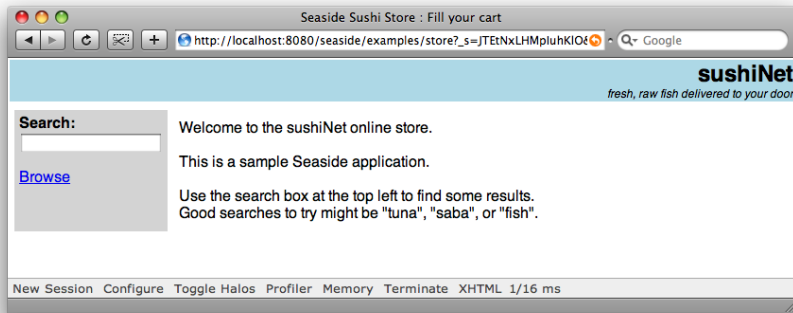 Seaside Sushi Store : Fill your cart
http://localhost:8080/seaside/examples/store?_s=
Google
sushiNet
fresh, raw fish delivered to your door
Search:
Browse
Welcome to the sushiNet online store.
This is a sample Seaside application.
Use the search box at the top left to find some results.
Good searches to try might be "tuna", "saba", or "fish".
New Session Configure Toggle Halos Profiler Memory Terminate XHTML 1/16 ms